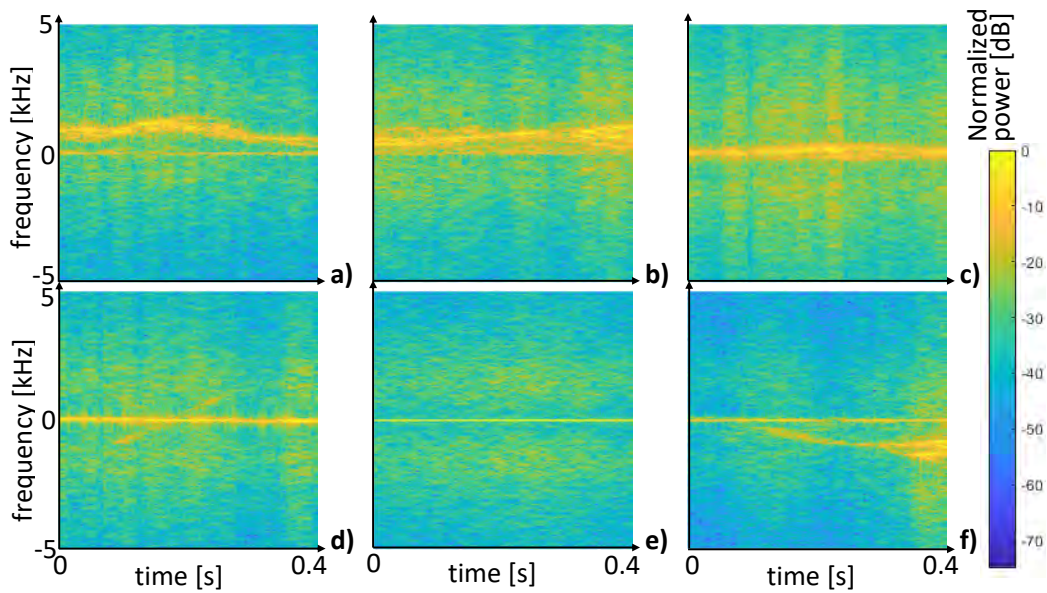 5
0
-5
frequency [kHz]
a)
b)
c)
Normalized
power [dB]
0
-10
-20
-30
-40
-50
-60
-70
5
0
-5
frequency [kHz]
d)
e)
f)
0
0.4
time [s]
0
0.4
time [s]
0
0.4
time [s]